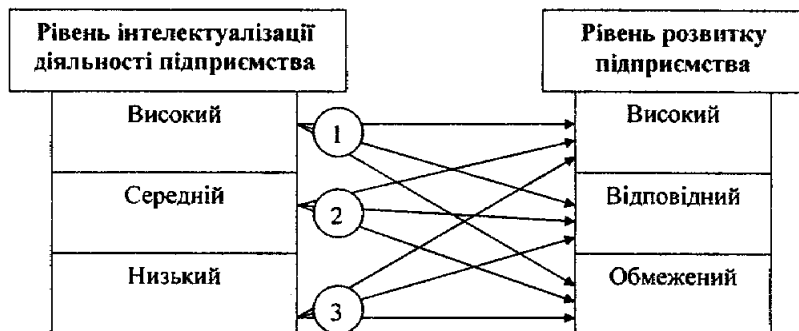 Рівень інтелектуалізації
діяльності підприємства
Рівень розвитку
підприємства
Високий
1
Високий
Середній
2
Відповідний
Низький
3
Обмежений